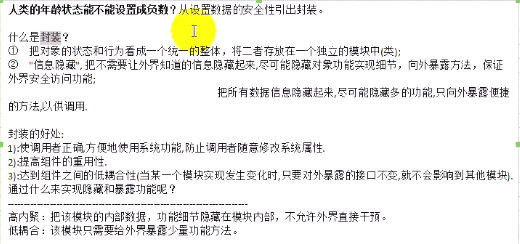 人类的年龄状态能不能设置成负数？从设置数据的安全性引出封装。
什么是封装？
① 把对象的状态和行为看成一个统一的整体，将二者存放在一个独立的模块中(类);
② "信息隐藏", 把不需要让外界知道的信息隐藏起来,尽可能隐藏对象功能实现细节，向外暴露方法，保证
外界安全访问功能;
把所有数据信息隐藏起来,尽可能隐藏多的功能,只向外暴露便捷
的方法,以供调用.
封装的好处:
1):使调用者正确,方便地使用系统功能,防止调用者随意修改系统属性.
2):提高组件的重用性.
3):达到组件之间的低耦合性(当某一个模块实现发生变化时,只要对外暴露的接口不变,就不会影响到其他模块).
通过什么来实现隐藏和暴露功能呢？
------------------------------------------------------------
高内聚：把该模块的内部数据，功能细节隐藏在模块内部，不允许外界直接干预。
低耦合：该模块只需要给外界暴露少量功能方法。